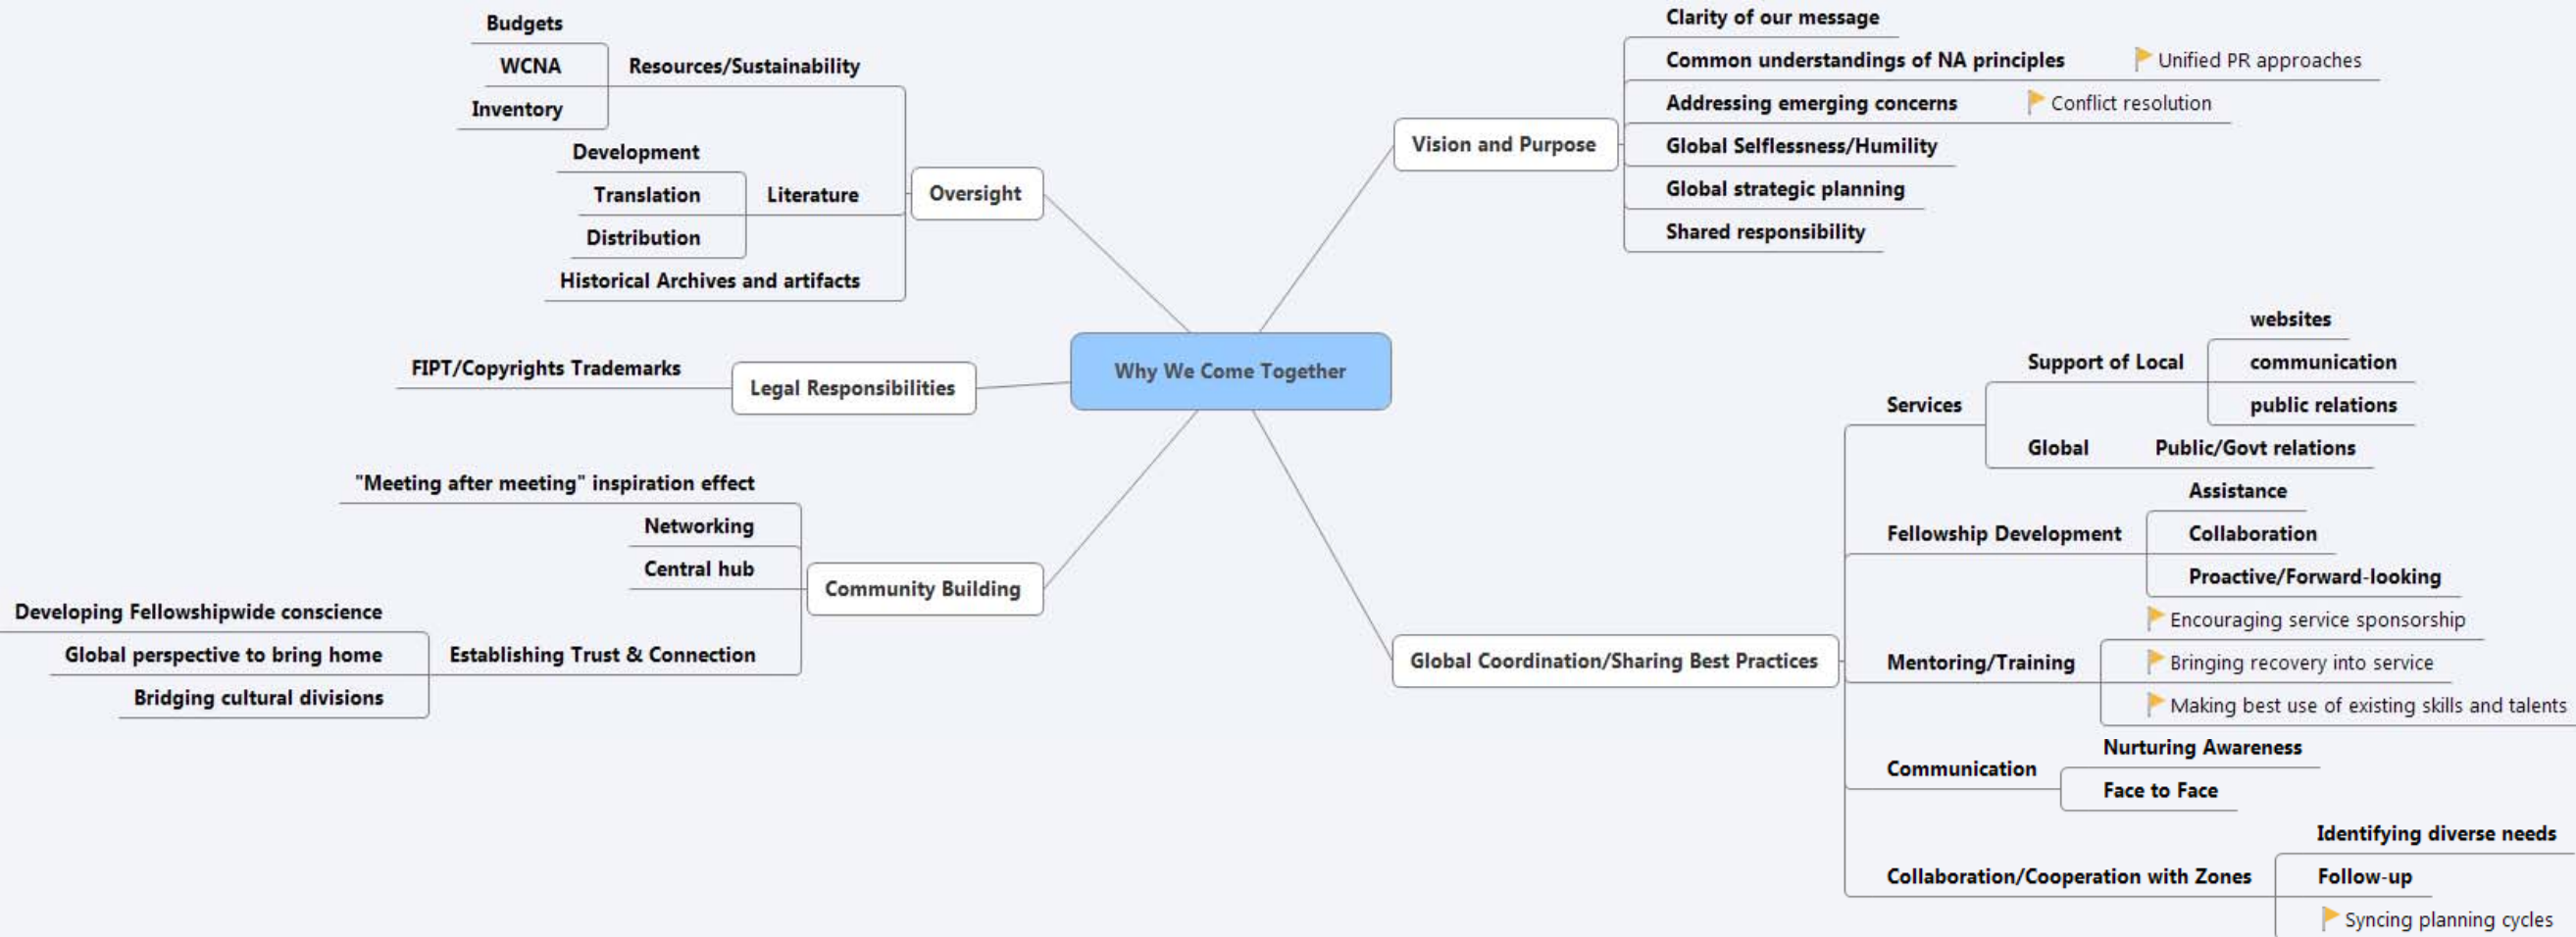 Why We Come Together
Vision and Purpose
Clarity of our message
Common understandings of NA principles
Unified PR approaches
Addressing emerging concerns
Conflict resolution
Global Selflessness/Humility
Global strategic planning
Shared responsibility
Global Coordination/Sharing Best Practices
Services
Support of Local
websites
communication
public relations
Global
Public/Govt relations
Fellowship Development
Assistance
Collaboration
Proactive/Forward-looking
Mentoring/Training
Encouraging service sponsorship
Bringing recovery into service
Making best use of existing skills and talents
Communication
Nurturing Awareness
Face to Face
Collaboration/Cooperation with Zones
Identifying diverse needs
Follow-up
Syncing planning cycles
Oversight
Resources/Sustainability
Budgets
WCNA
Inventory
Literature
Development
Translation
Distribution
Historical Archives and artifacts
Legal Responsibilities
FIPT/Copyrights Trademarks
Community Building
"Meeting after meeting" inspiration effect
Networking
Central hub
Establishing Trust & Connection
Developing Fellowshipwide conscience
Global perspective to bring home
Bridging cultural divisions